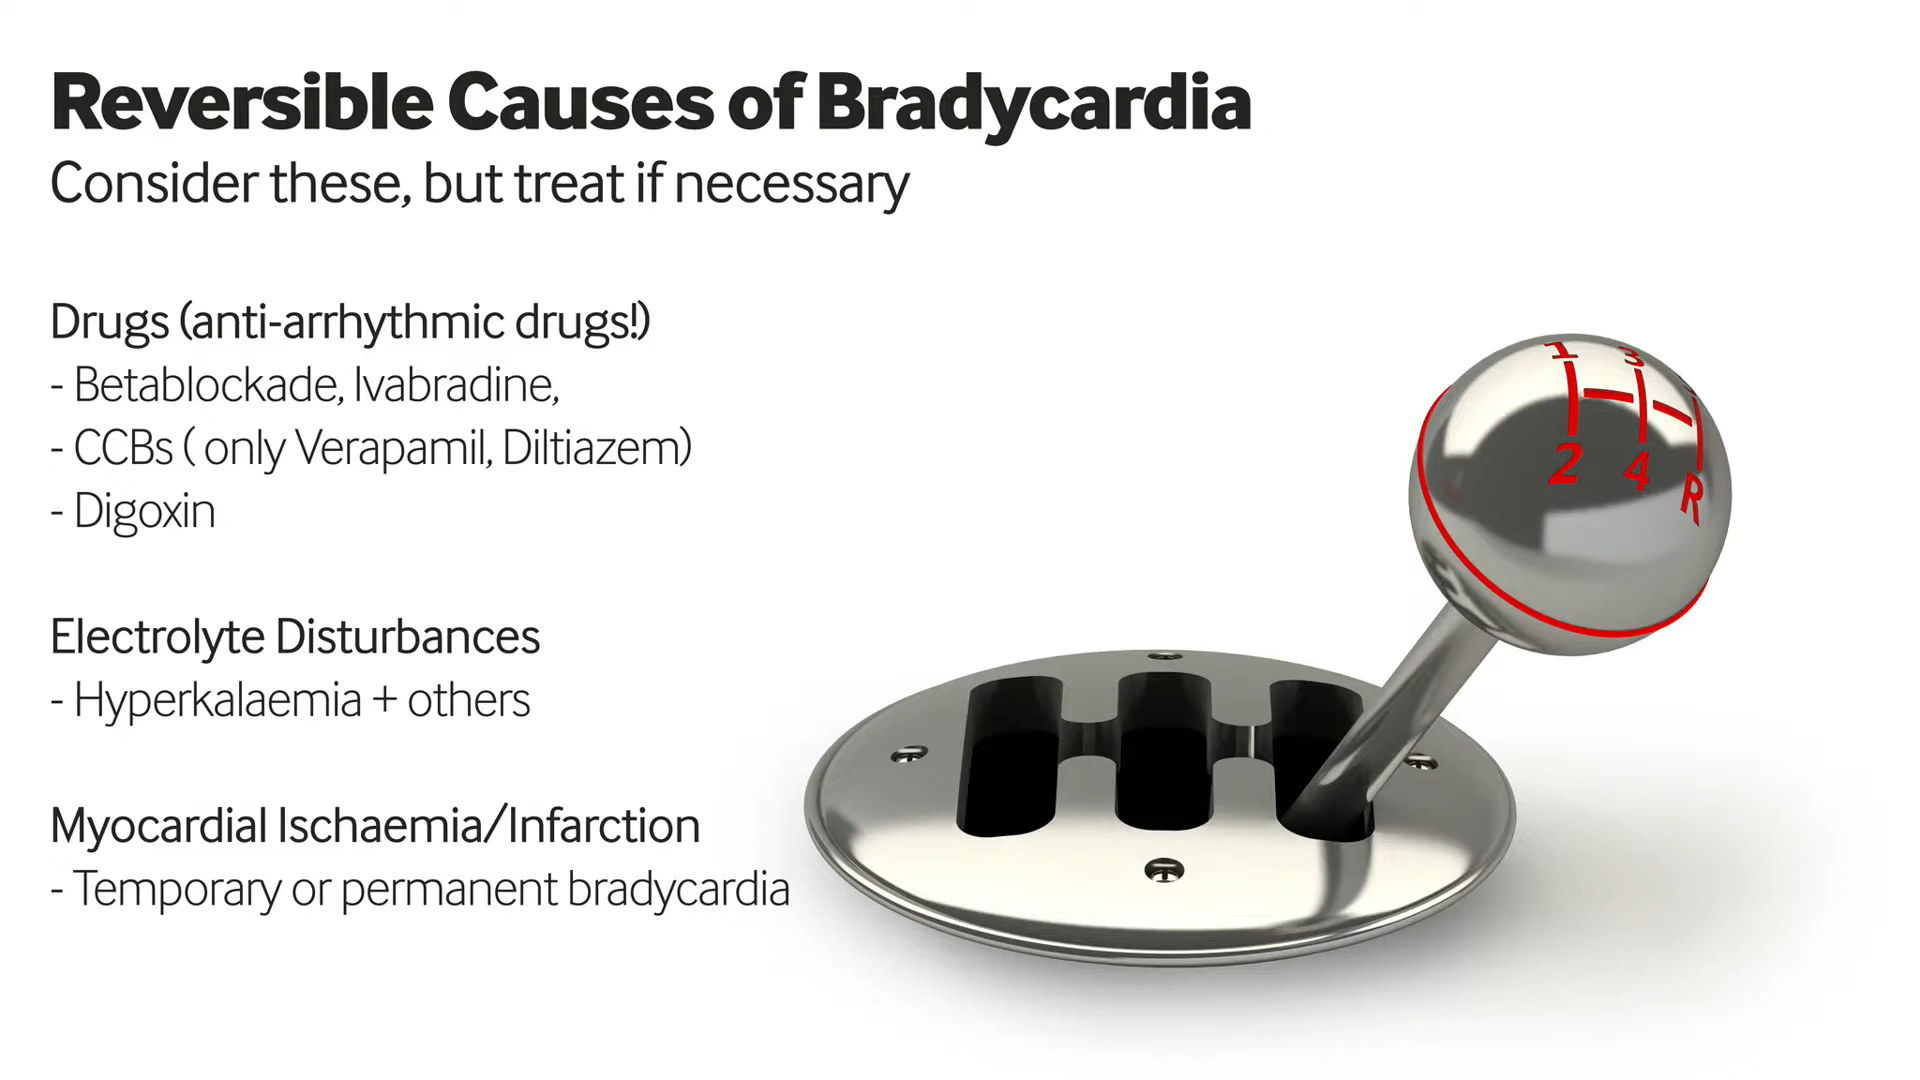 Reversible Causes of Bradycardia
Consider these, but treat if necessary
Drugs (anti-arrhythmic drugs!)
- Betablockade, Ivabradine,
- CCBs ( only Verapamil, Diltiazem)
- Digoxin
Electrolyte Disturbances
- Hyperkalaemia + others
Myocardial Ischaemia/Infarction
- Temporary or permanent bradycardia
1 3
2 4 R